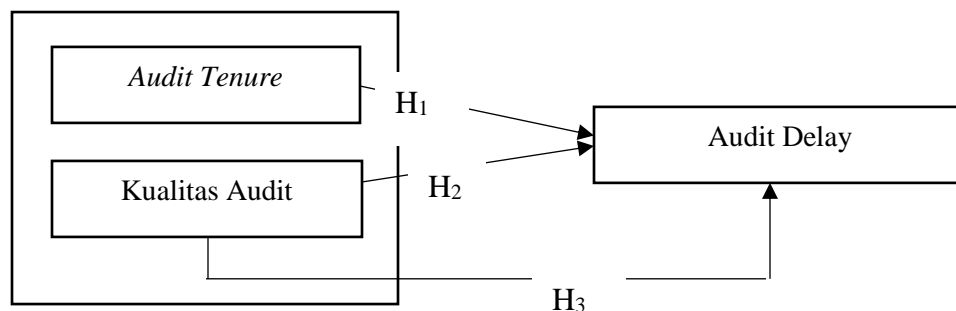 Audit Tenure
H₁
Audit Delay
Kualitas Audit
H₂
H₃